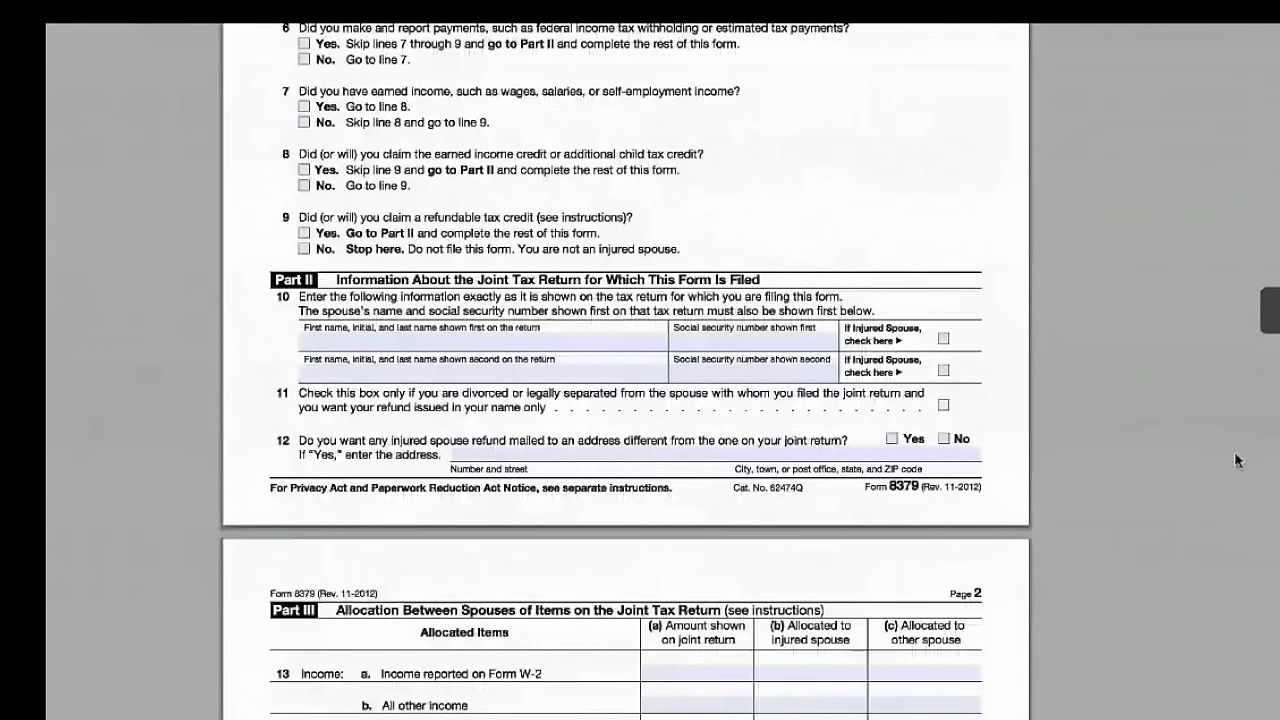 6 Did you make and report payments, such as federal income tax withholding or estimated tax payments?
Yes. Skip lines 7 through 9 and go to Part II and complete the rest of this form.
No. Go to line 7.
7 Did you have earned income, such as wages, salaries, or self-employment income?
Yes. Go to line 8.
No. Skip line 8 and go to line 9.
8 Did (or will) you claim the earned income credit or additional child tax credit?
Yes. Skip line 9 and go to Part II and complete the rest of this form.
No. Go to line 9.
9 Did (or will) you claim a refundable tax credit (see instructions)?
Yes. Go to Part II and complete the rest of this form.
No. Stop here. Do not file this form. You are not an injured spouse.
Part II Information About the Joint Tax Return for Which This Form Is Filed
10 Enter the following information exactly as it is shown on the tax return for which you are filing this form.
The spouse's name and social security number shown first on that tax return must also be shown first below.
First name, initial, and last name shown first on the return Social security number shown first If Injured Spouse,
check here ►
First name, initial, and last name shown second on the return Social security number shown second If Injured Spouse,
check here ►
11 Check this box only if you are divorced or legally separated from the spouse with whom you filed the joint return and
you want your refund issued in your name only . . . . . . . . . . . . . . . . . . . . . . . .
12 Do you want any injured spouse refund mailed to an address different from the one on your joint return? Yes No
If "Yes," enter the address.
Number and street City, town, or post office, state, and ZIP code
For Privacy Act and Paperwork Reduction Act Notice, see separate instructions. Cat. No. 62474Q Form 8379 (Rev. 11-2012)
Form 8379 (Rev. 11-2012) Page 2
Part III Allocation Between Spouses of Items on the Joint Tax Return (see instructions)
Allocated Items (a) Amount shown on joint return (b) Allocated to injured spouse (c) Allocated to other spouse
13 Income: a. Income reported on Form W-2
b. All other income